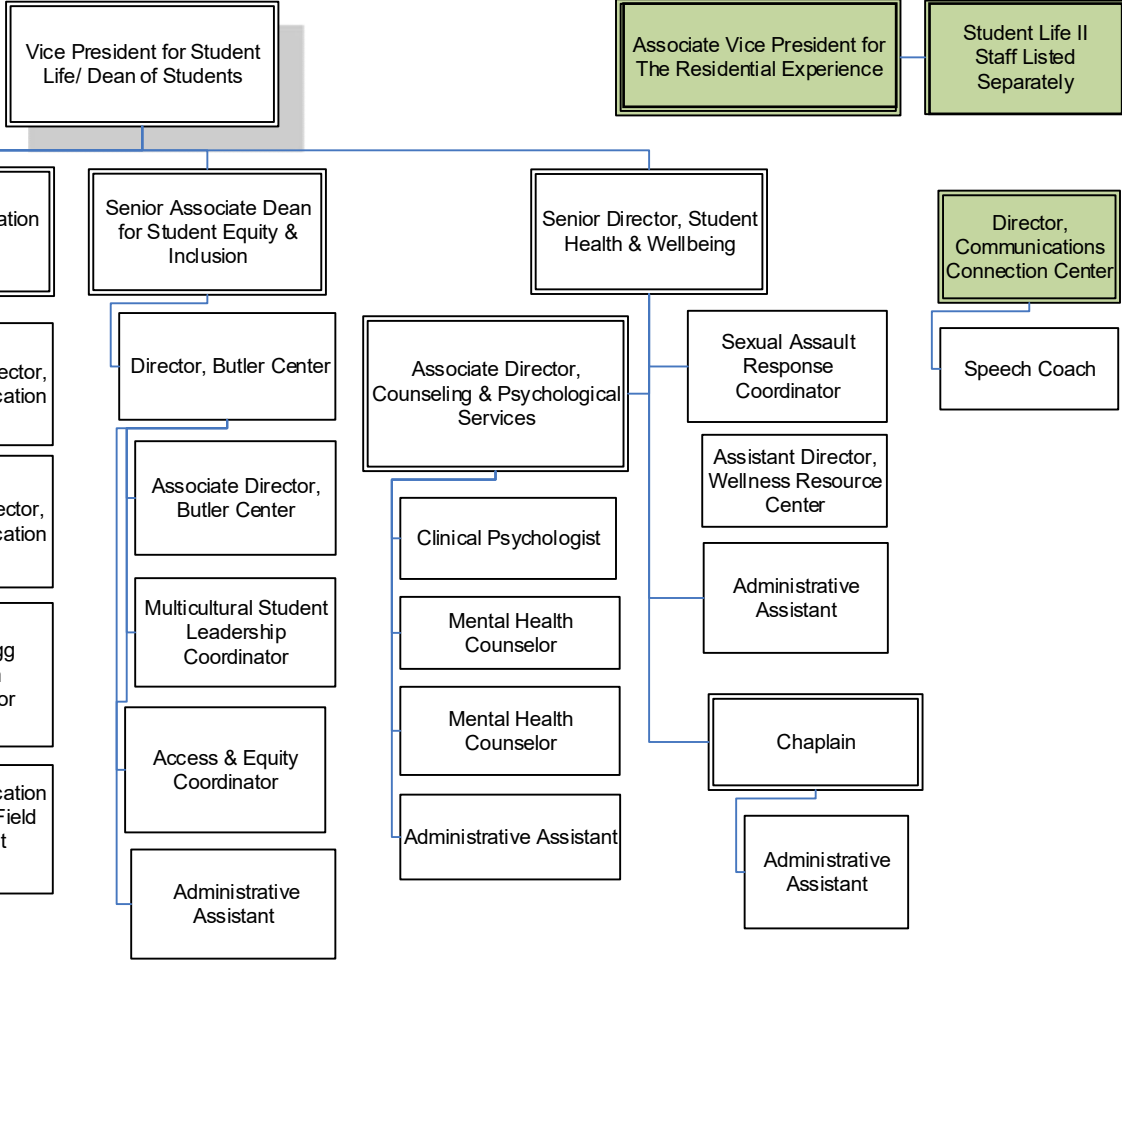 Vice President for Student
Life/ Dean of Students
Associate Vice President for
The Residential Experience
Student Life II
Staff Listed
Separately
Senior Associate Dean
for Student Equity &
Inclusion
Senior Director, Student
Health & Wellbeing
Director,
Communications
Connection Center
Speech Coach
Director, Butler Center
Associate Director,
Butler Center
Multicultural Student
Leadership
Coordinator
Access & Equity
Coordinator
Administrative
Assistant
Associate Director,
Counseling & Psychological
Services
Clinical Psychologist
Mental Health
Counselor
Mental Health
Counselor
Administrative Assistant
Sexual Assault
Response
Coordinator
Assistant Director,
Wellness Resource
Center
Administrative
Assistant
Chaplain
Administrative
Assistant
Field